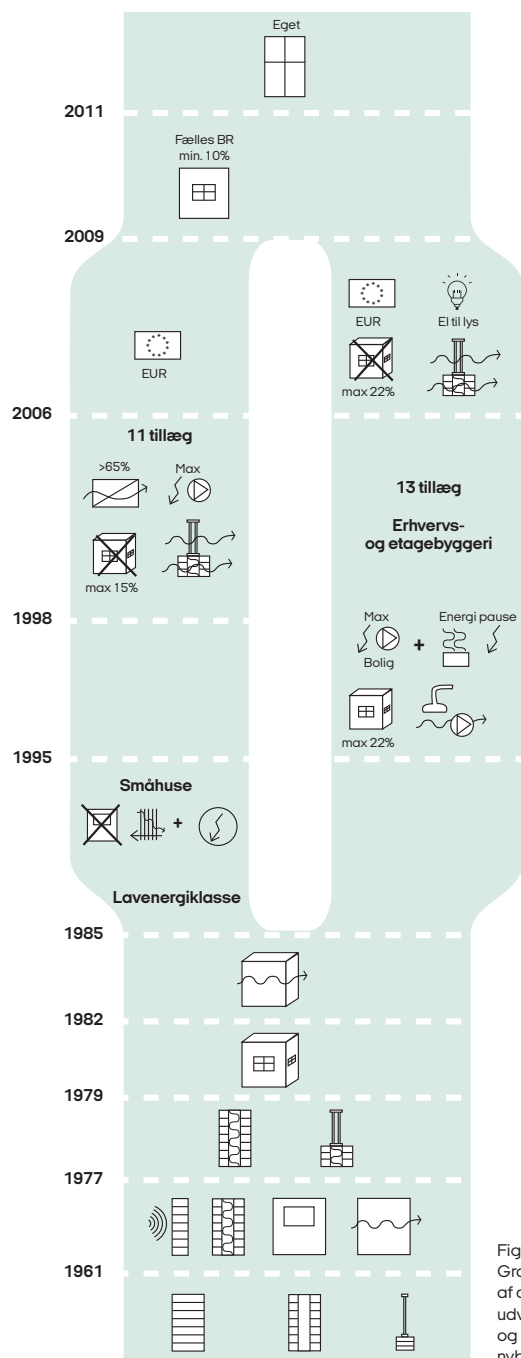 Eget
2011
Fælles BR
min. 10%
2009
EUR
EUR
El til lys
max 22%
2006
11 tillæg
>65%
Max
max 15%
13 tillæg
Erhvervs-
og etagebyggeri
1998
Max
Bolig
+
Energi pause
max 22%
1995
Småhuse
+
Lavenergiklasse
1985
1982
1979
1977
1961
Fig
Gra
af d
udv
og